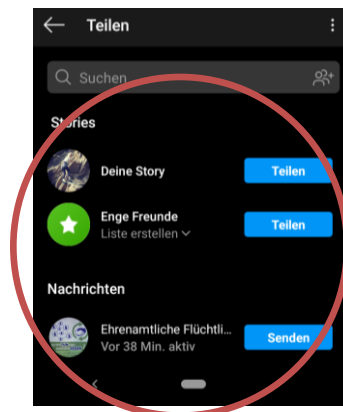 Teilen
Suchen
Stories
Deine Story
Teilen
Enge Freunde
Liste erstellen
Teilen
Nachrichten
Ehrenamtliche Flüchtli...
Vor 38 Min. aktiv
Senden